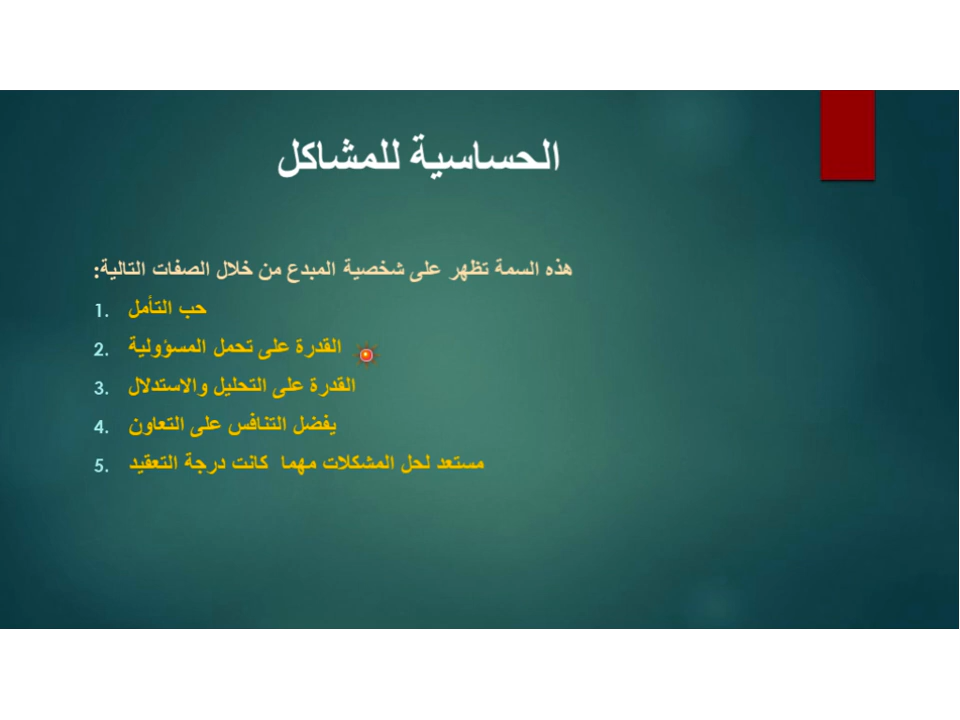 الحساسية للمشاكل
هذه السمة تظهر على شخصية المبدع من خلال الصفات التالية:
1. حب التأمل
2. القدرة على تحمل المسؤولية
3. القدرة على التحليل والاستدلال
4. يفضل التنافس على التعاون
5. مستعد لحل المشكلات مهما كانت درجة التعقيد